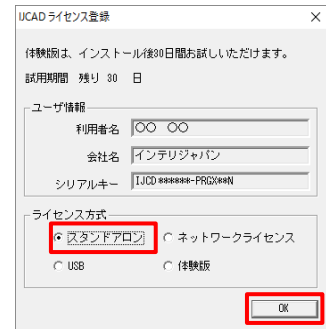 IJCAD ライセンス登録
体験版は、インストール後30日間お試しいただけます。
試用期間 残り 30 日
ユーザ情報
利用者名 〇〇 〇〇
会社名 インテリジャパン
シリアルキー IJCD******-PRGX**N
ライセンス方式
スタンドアロン ネットワークライセンス
USB 体験版
OK